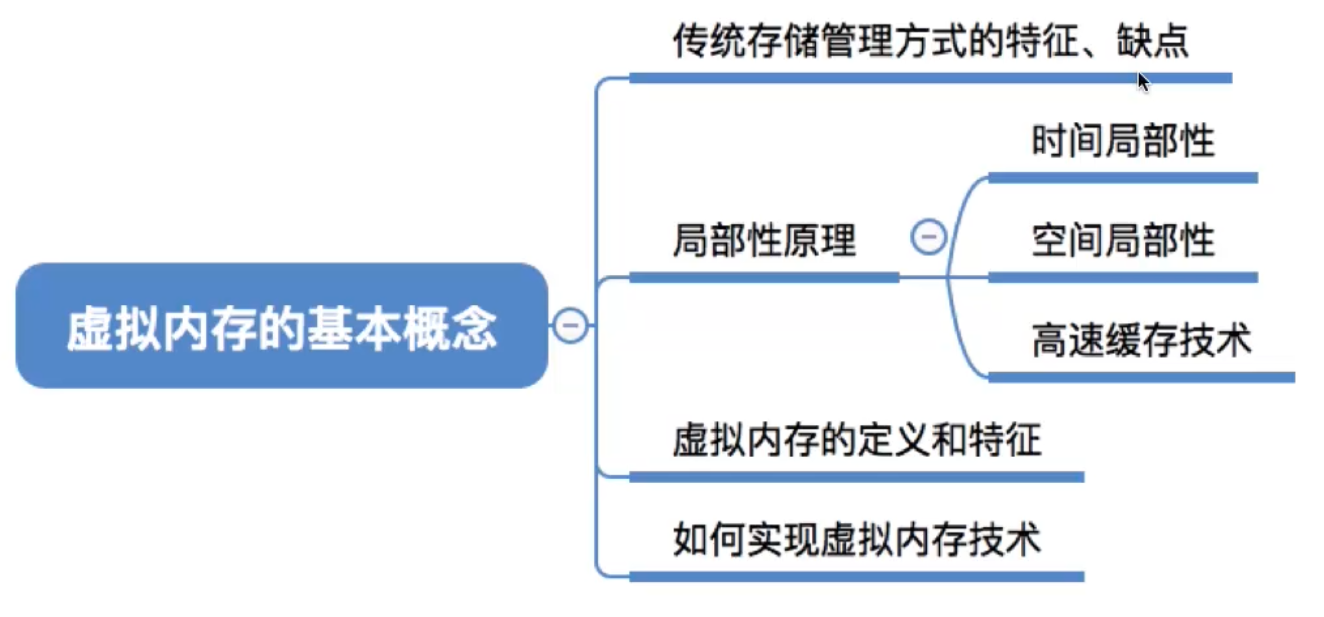 传统存储管理方式的特征、缺点
时间局部性
局部性原理
空间局部性
虚拟内存的基本概念
高速缓存技术
虚拟内存的定义和特征
如何实现虚拟内存技术